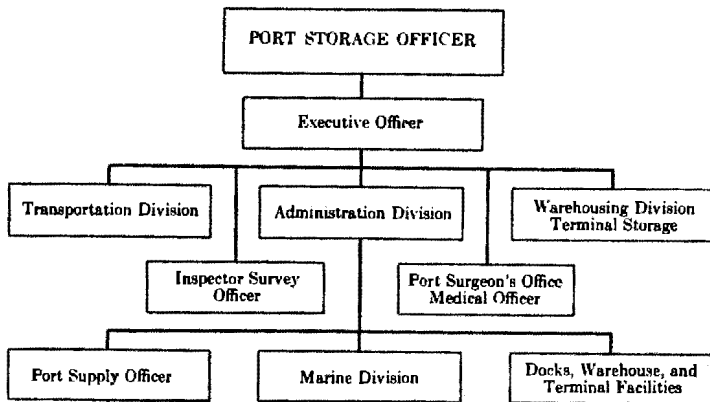 PORT STORAGE OFFICER
Executive Officer
Transportation Division
Administration Division
Warehousing Division
Terminal Storage
Inspector Survey
Officer
Port Surgeon's Office
Medical Officer
Port Supply Officer
Marine Division
Docks, Warehouse, and
Terminal Facilities